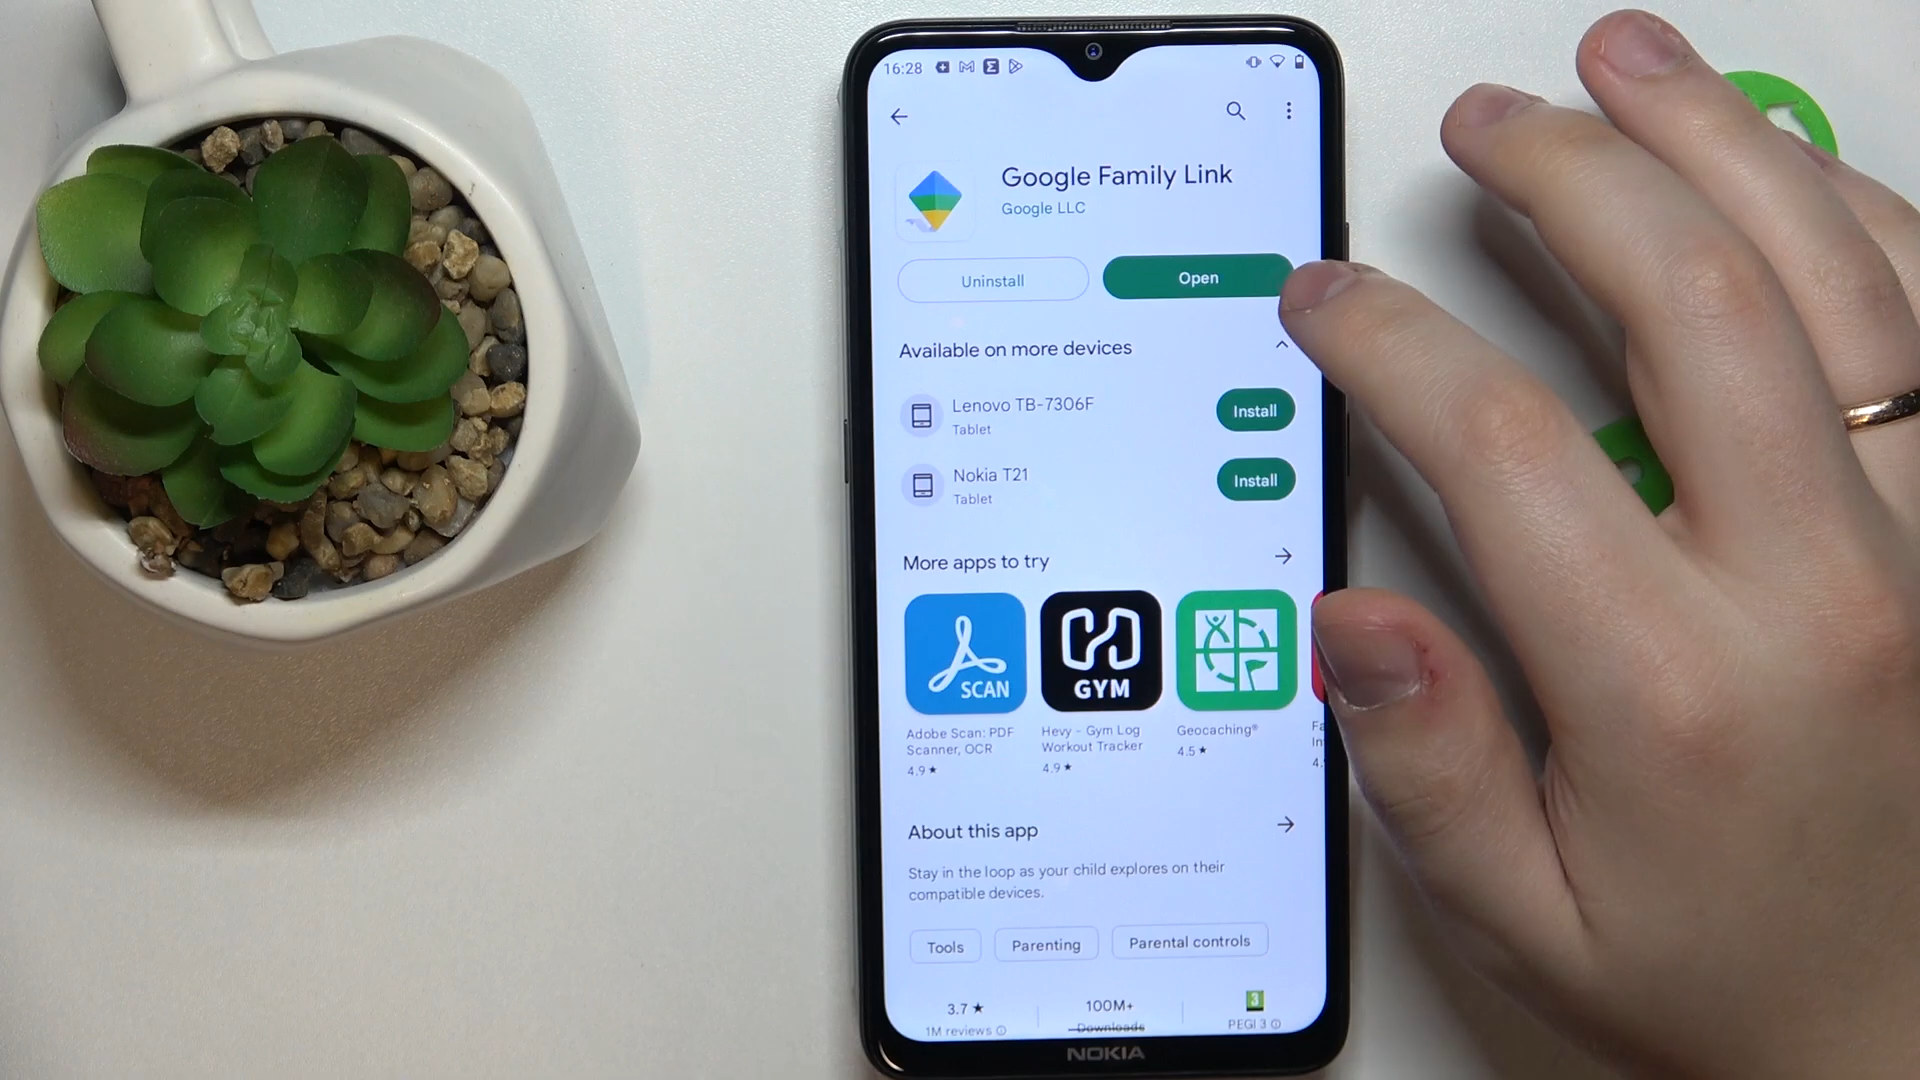 16:28
Google Family Link
Google LLC
Uninstall
Open
Available on more devices
Lenovo TB-7306F
Tablet
Install
Nokia T21
Tablet
Install
More apps to try
SCAN
GYM
Adobe Scan: PDF
Scanner, OCR
4.9 ★
Hevy - Gym Log
Workout Tracker
4.9 ★
Geocaching®
4.5 ★
Fa
In
4.
About this app
Stay in the loop as your child explores on their
compatible devices.
Tools
Parenting
Parental controls
3.7 ★
1M reviews
100M+
Downloads
3
PEGI 3
NOKIA